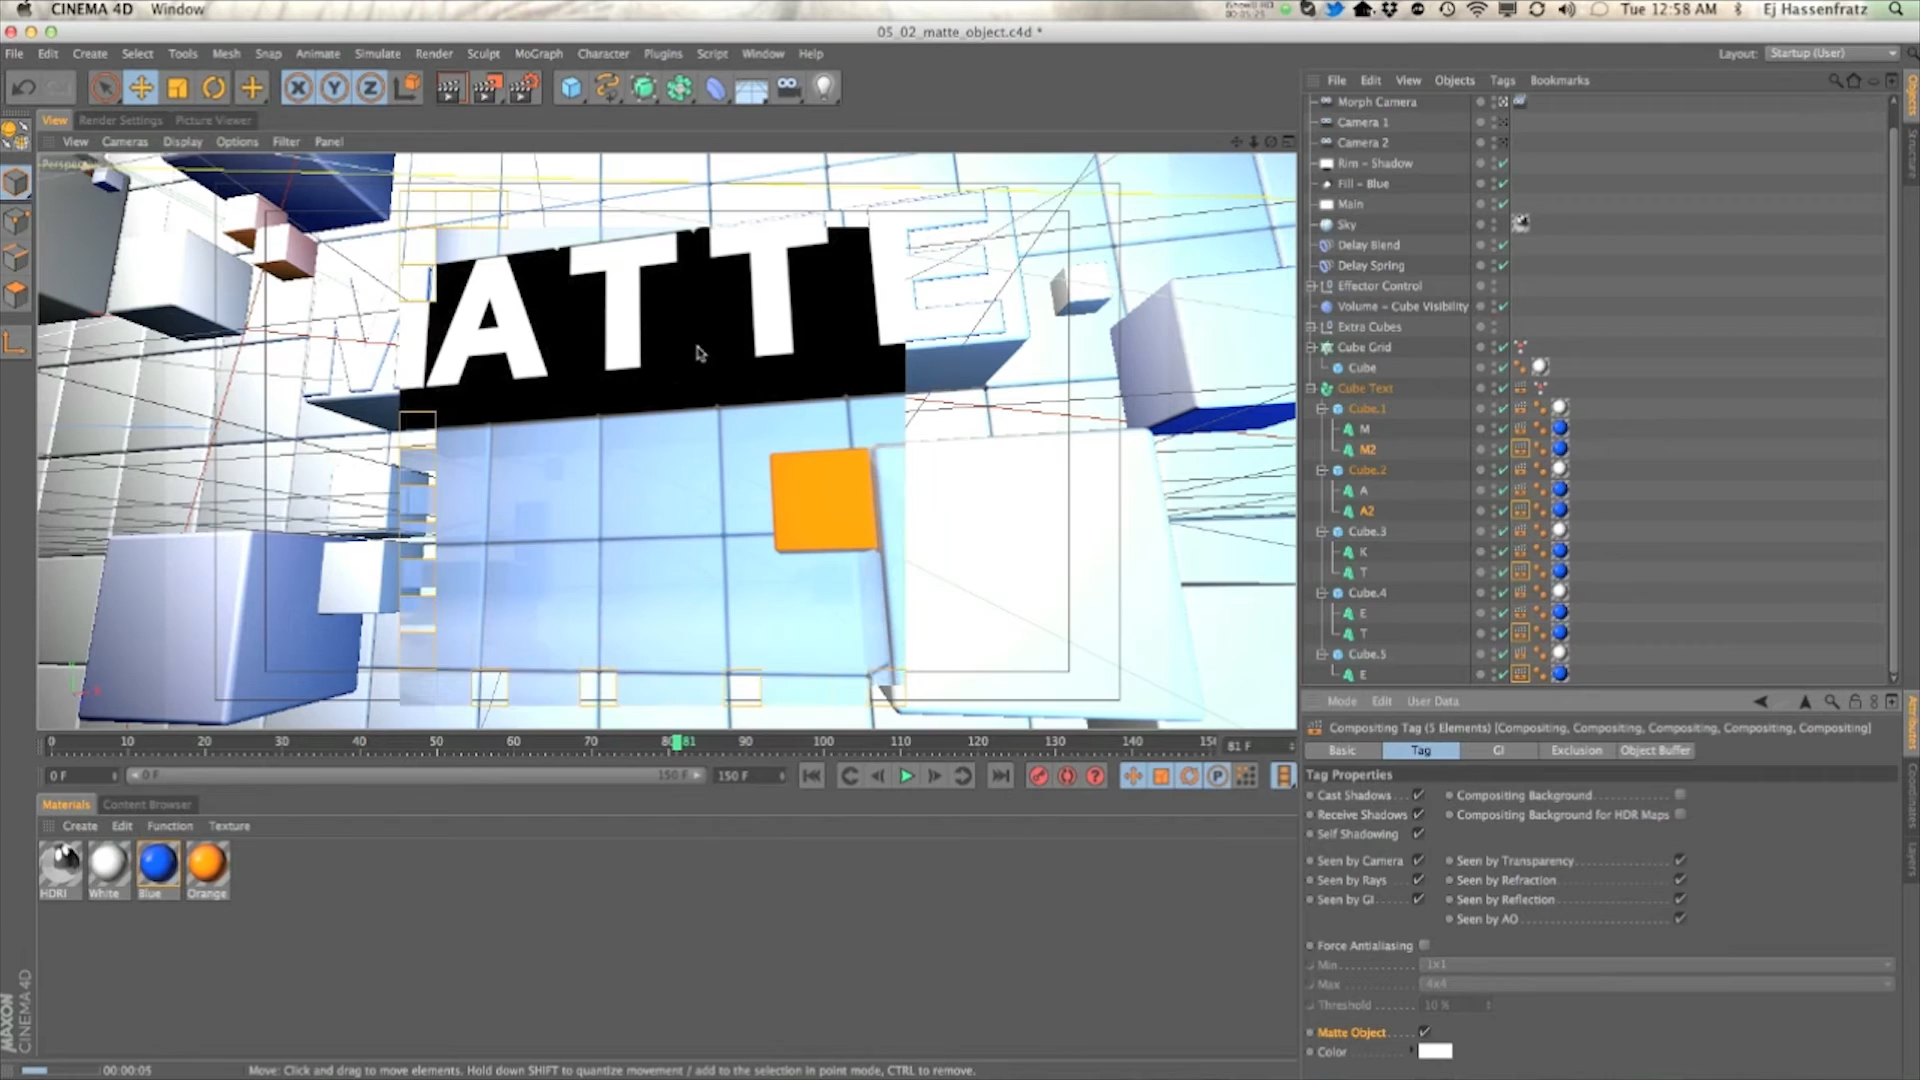 CINEMA 4D Window
Tue 12:58 AM Ej Hassenfratz
05_02_matte_object.c4d *
File Edit Create Select Tools Mesh Snap Animate Simulate Render Sculpt MoGraph Character Plugins Script Window Help
Layout: Startup (User)
File Edit View Objects Tags Bookmarks
View Render Settings Picture Viewer
View Cameras Display Options Filter Panel
MATTE
Morph Camera
Camera 1
Camera 2
Rim - Shadow
Fill - Blue
Main
Sky
Delay Blend
Delay Spring
Effector Control
Volume - Cube Visibility
Extra Cubes
Cube Grid
Cube
Cube Text
Cube.1
M
M2
Cube.2
A
A2
Cube.3
K
T
Cube.4
E
T
Cube.5
E
Objects
Structure
Mode Edit User Data
Compositing Tag (5 Elements) [Compositing, Compositing, Compositing, Compositing, Compositing]
Basic Tag GI Exclusion Object Buffer
Tag Properties
Cast Shadows Compositing Background
Receive Shadows Compositing Background for HDR Maps
Self Shadowing
Seen by Camera Seen by Transparency
Seen by Rays Seen by Refraction
Seen by GI Seen by Reflection
Seen by AO
Force Antialiasing
Min 1x1
Max 4x4
Threshold 10 %
Matte Object
Color
Attributes
Coordinates
Layers
0 10 20 30 40 50 60 70 81 90 100 110 120 130 140 81 F
0 F 0 F 150 F 150 F
Materials Content Browser
Create Edit Function Texture
HDRI White Blue Orange
MAXON
CINEMA 4D
00:00:05 Move: Click and drag to move elements. Hold down SHIFT to quantize movement / add to the selection in point mode, CTRL to remove.